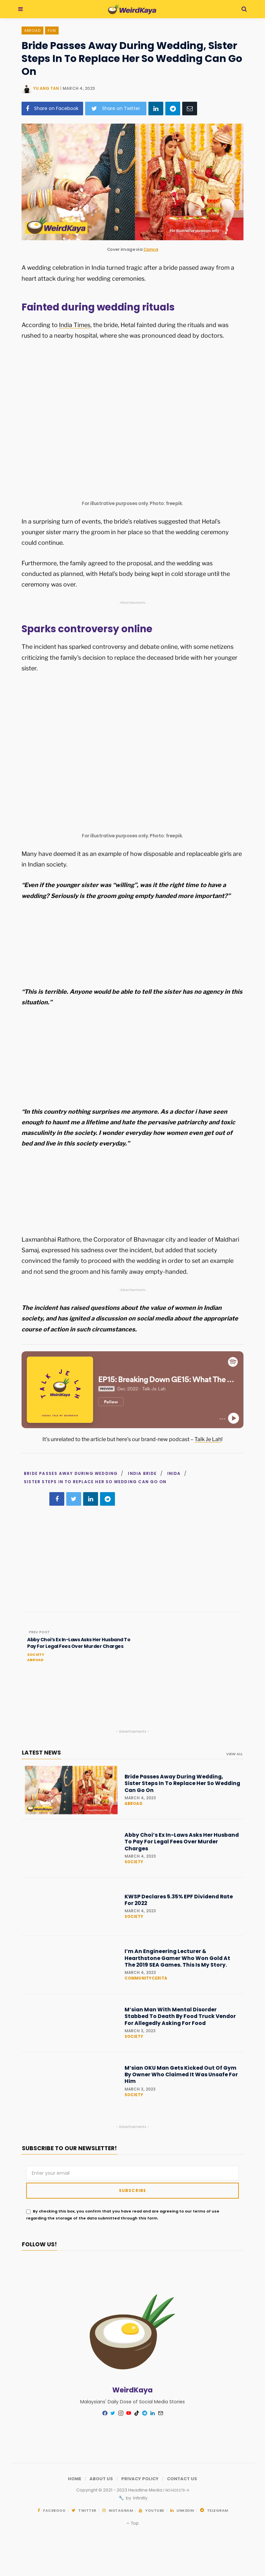 WeirdKaya
ABROAD FUN
Bride Passes Away During Wedding, Sister
Steps In To Replace Her So Wedding Can Go
On
YU ANG TAN | MARCH 4, 2023
Share on Facebook Share on Twitter
WeirdKaya
For illustrative purposes only
Cover image via Canva
A wedding celebration in India turned tragic after a bride passed away from a
heart attack during her wedding ceremonies.
Fainted during wedding rituals
According to India Times, the bride, Hetal fainted during the rituals and was
rushed to a nearby hospital, where she was pronounced dead by doctors.
For illustrative purposes only. Photo: freepik.
In a surprising turn of events, the bride's relatives suggested that Hetal's
younger sister marry the groom in her place so that the wedding ceremony
could continue.
Furthermore, the family agreed to the proposal, and the wedding was
conducted as planned, with Hetal's body being kept in cold storage until the
ceremony was over.
- Advertisements -
Sparks controversy online
The incident has sparked controversy and debate online, with some netizens
criticizing the family's decision to replace the deceased bride with her younger
sister.
For illustrative purposes only. Photo: freepik.
Many have deemed it as an example of how disposable and replaceable girls are
in Indian society.
"Even if the younger sister was "willing", was it the right time to have a
wedding? Seriously is the groom going empty handed more important?"
"This is terrible. Anyone would be able to tell the sister has no agency in this
situation."
"In this country nothing surprises me anymore. As a doctor i have seen
enough to haunt me a lifetime and hate the pervasive patriarchy and toxic
masculinity in the society. I wonder everyday how women even get out of
bed and live in this society everyday."
Laxmanbhai Rathore, the Corporator of Bhavnagar city and leader of Maldhari
Samaj, expressed his sadness over the incident, but added that society
convinced the family to proceed with the wedding in order to set an example
and not send the groom and his family away empty-handed.
- Advertisements -
The incident has raised questions about the value of women in Indian
society, and has ignited a discussion on social media about the appropriate
course of action in such circumstances.
TALK JE LAH
EP15: Breaking Down GE15: What The ...
PREVIEW Dec 2022 · Talk Je Lah
Follow
It's unrelated to the article but here's our brand-new podcast – Talk Je Lah!
BRIDE PASSES AWAY DURING WEDDING / INDIA BRIDE / INIDA /
SISTER STEPS IN TO REPLACE HER SO WEDDING CAN GO ON
PREV POST
Abby Choi's Ex In-Laws Asks Her Husband To
Pay For Legal Fees Over Murder Charges
SOCIETY
ABROAD
- Advertisements -
LATEST NEWS
VIEW ALL
Bride Passes Away During Wedding,
Sister Steps In To Replace Her So Wedding
Can Go On
MARCH 4, 2023
ABROAD
Abby Choi's Ex In-Laws Asks Her Husband
To Pay For Legal Fees Over Murder
Charges
MARCH 4, 2023
SOCIETY
KWSP Declares 5.35% EPF Dividend Rate
For 2022
MARCH 4, 2023
SOCIETY
I'm An Engineering Lecturer &
Hearthstone Gamer Who Won Gold At
The 2019 SEA Games. This Is My Story.
MARCH 4, 2023
COMMUNITYCERITA
M'sian Man With Mental Disorder
Stabbed To Death By Food Truck Vendor
For Allegedly Asking For Food
MARCH 3, 2023
SOCIETY
M'sian OKU Man Gets Kicked Out Of Gym
By Owner Who Claimed It Was Unsafe For
Him
MARCH 3, 2023
SOCIETY
- Advertisements -
SUBSCRIBE TO OUR NEWSLETTER!
Enter your email
SUBSCRIBE
By checking this box, you confirm that you have read and are agreeing to our terms of use
regarding the storage of the data submitted through this form.
FOLLOW US!
WeirdKaya
Malaysians' Daily Dose of Social Media Stories
HOME ABOUT US PRIVACY POLICY CONTACT US
Copyright © 2021 - 2023 Headline Media
by Initially
FACEBOOK TWITTER INSTAGRAM YOUTUBE LINKEDIN TELEGRAM
Top